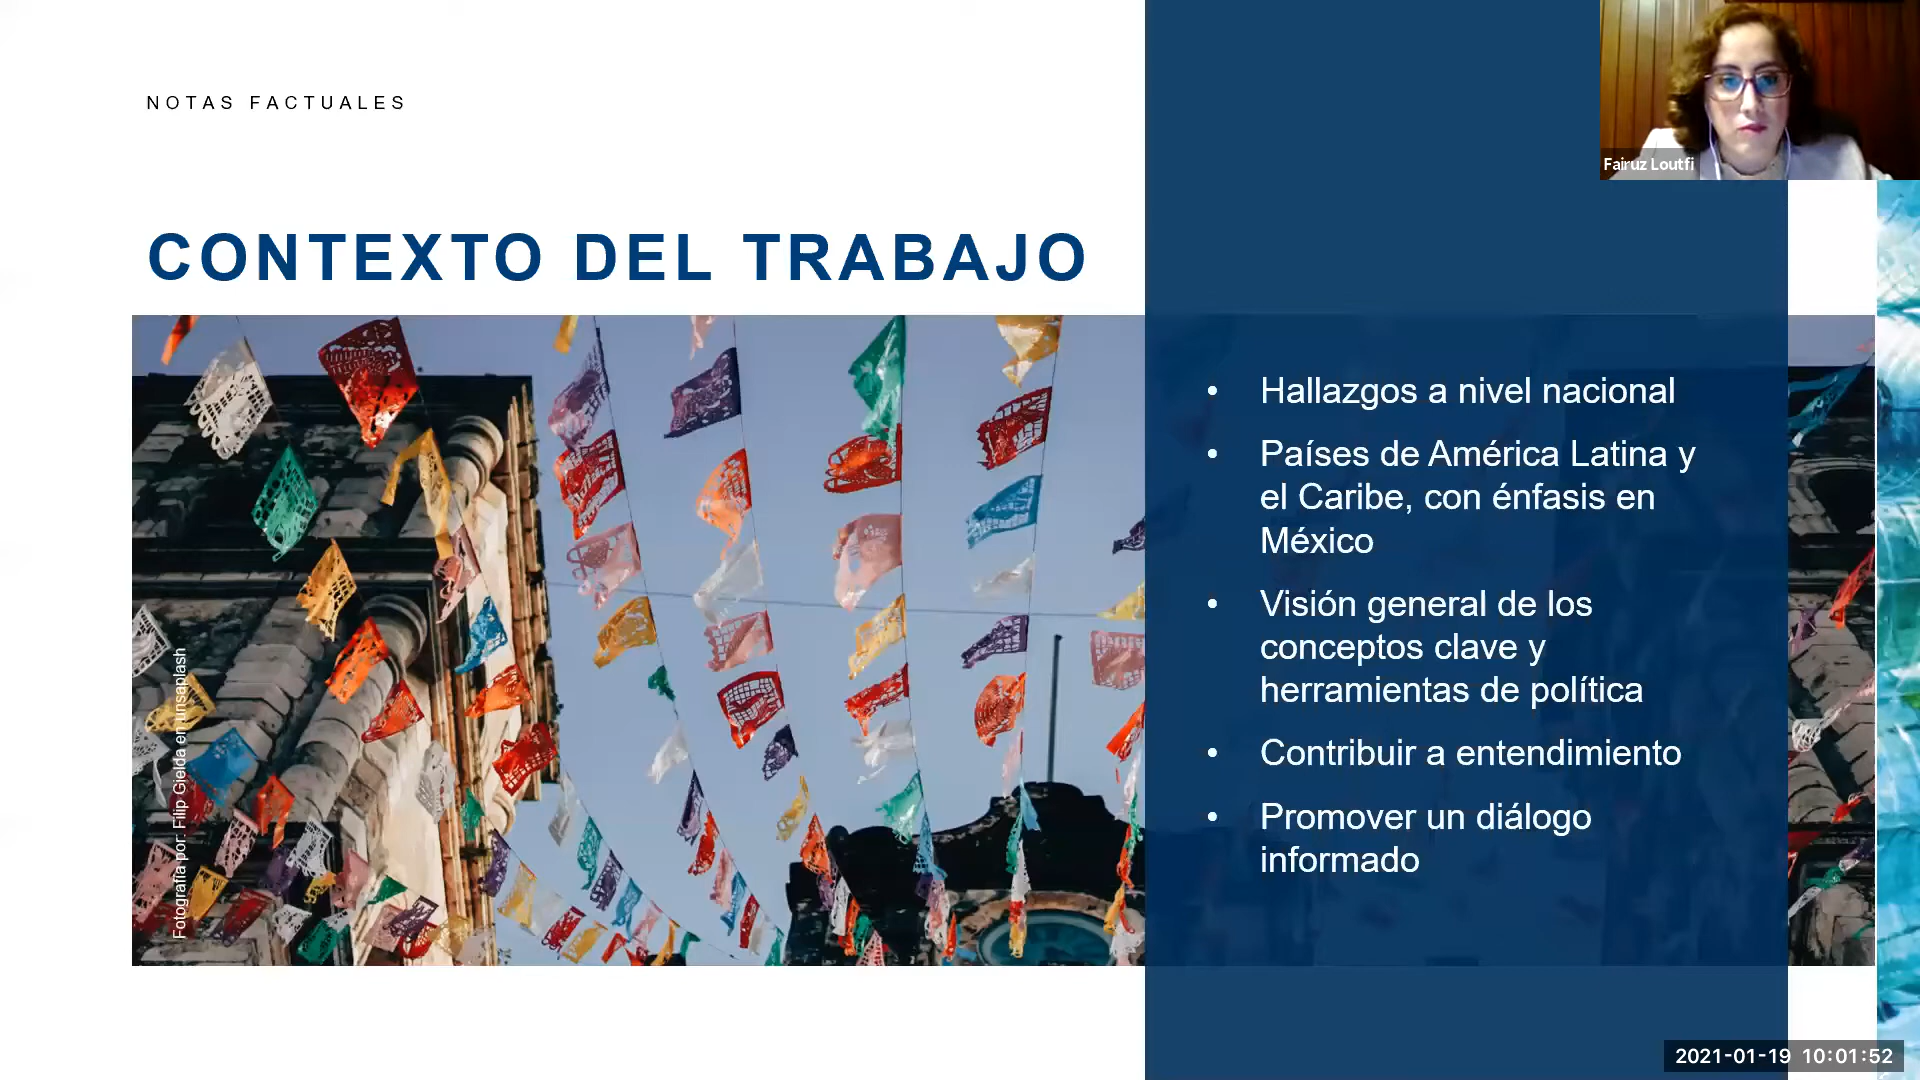 NOTAS FACTUALES
CONTEXTO DEL TRABAJO
Fotografía por: Filip Gielda en unsaplash
• Hallazgos a nivel nacional
• Países de América Latina y
el Caribe, con énfasis en
México
• Visión general de los
conceptos clave y
herramientas de política
• Contribuir a entendimiento
• Promover un diálogo
informado
Fairuz Loutfi
2021-01-19 10:01:52